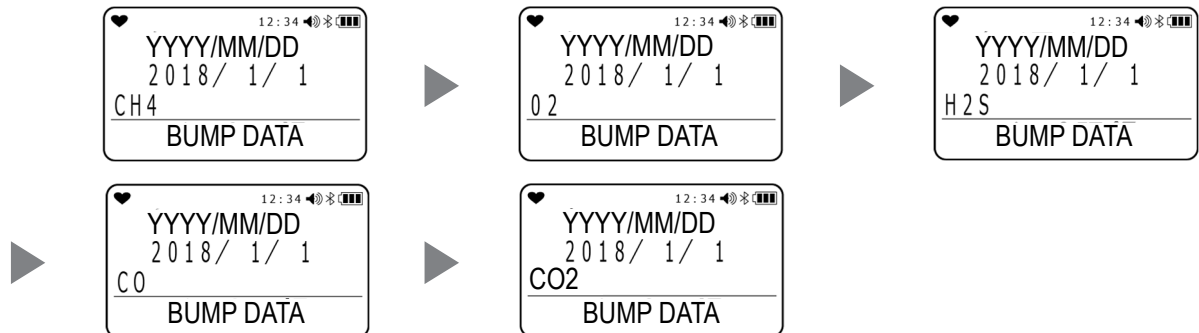 12:34
YYYY/MM/DD
2018/ 1/ 1
CH4
BUMP DATA
12:34
YYYY/MM/DD
2018/ 1/ 1
O2
BUMP DATA
12:34
YYYY/MM/DD
2018/ 1/ 1
H2S
BUMP DATA
12:34
YYYY/MM/DD
2018/ 1/ 1
CO
BUMP DATA
12:34
YYYY/MM/DD
2018/ 1/ 1
CO2
BUMP DATA